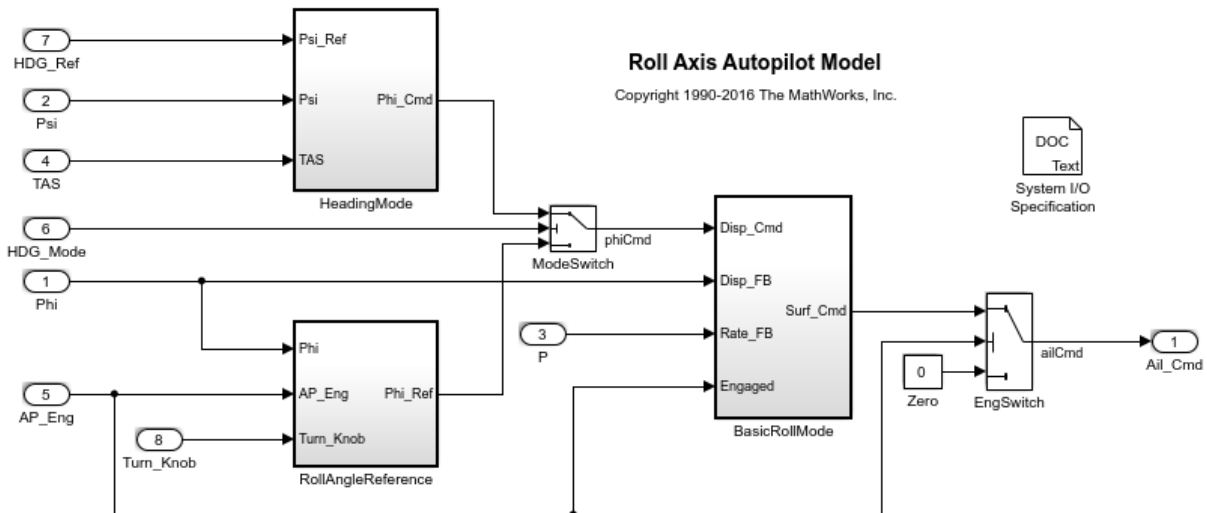 7
HDG_Ref
2
Psi
4
TAS
Psi_Ref
Psi
Phi_Cmd
TAS
HeadingMode
Roll Axis Autopilot Model
Copyright 1990-2016 The MathWorks, Inc.
DOC
Text
System I/O
Specification
6
HDG_Mode
1
Phi
phiCmd
ModeSwitch
Disp_Cmd
Disp_FB
Surf_Cmd
Rate_FB
Engaged
BasicRollMode
3
P
Phi
AP_Eng
Phi_Ref
Turn_Knob
RollAngleReference
5
AP_Eng
8
Turn_Knob
0
Zero
EngSwitch
ailCmd
1
Ail_Cmd